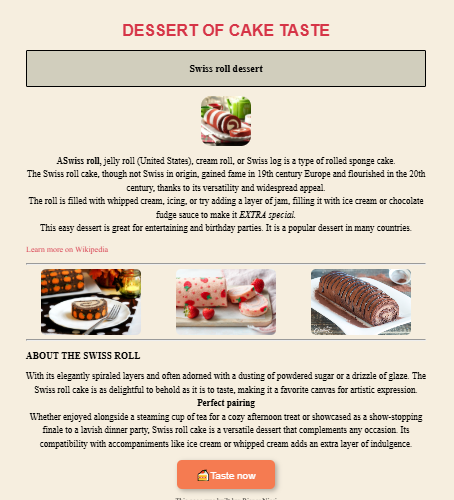 DESSERT OF CAKE TASTE
Swiss roll dessert
ASwiss roll, jelly roll (United States), cream roll, or Swiss log is a type of rolled sponge cake.
The Swiss roll cake, though not Swiss in origin, gained fame in 19th century Europe and flourished in the 20th
century, thanks to its versatility and widespread appeal.
The roll is filled with whipped cream, icing, or try adding a layer of jam, filling it with ice cream or chocolate
fudge sauce to make it EXTRA special.
This easy dessert is great for entertaining and birthday parties. It is a popular dessert in many countries.
Learn more on Wikipedia
ABOUT THE SWISS ROLL
With its elegantly spiraled layers and often adorned with a dusting of powdered sugar or a drizzle of glaze. The
Swiss roll cake is as delightful to behold as it is to taste, making it a favorite canvas for artistic expression.
Perfect pairing
Whether enjoyed alongside a steaming cup of tea for a cozy afternoon treat or showcased as a show-stopping
finale to a lavish dinner party, Swiss roll cake is a versatile dessert that complements any occasion. Its
compatibility with accompaniments like ice cream or whipped cream adds an extra layer of indulgence.
Taste now